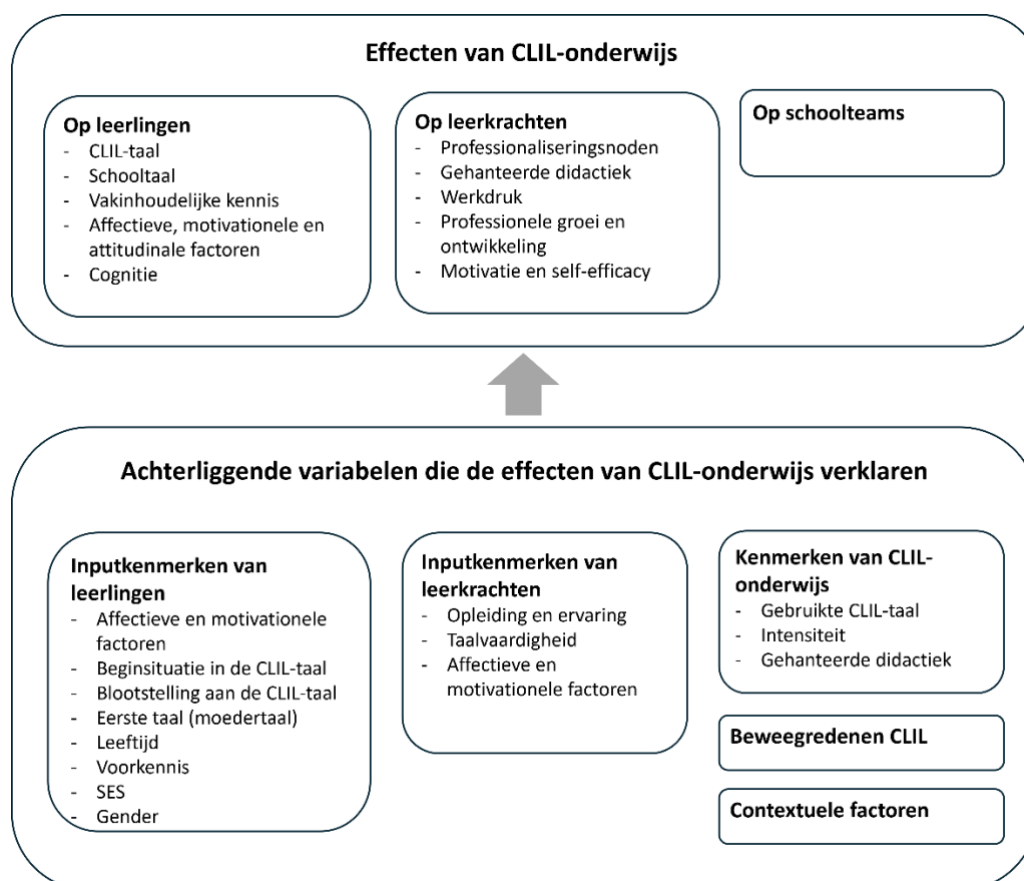 Effecten van CLIL-onderwijs
Op leerlingen
- CLIL-taal
- Schooltaal
- Vakinhoudelijke kennis
- Affectieve, motivationele en
attitudinale factoren
- Cognitie
Op leerkrachten
- Professionaliseringsnoden
- Gehanteerde didactiek
- Werkdruk
- Professionele groei en
ontwikkeling
- Motivatie en self-efficacy
Op schoolteams
Achterliggende variabelen die de effecten van CLIL-onderwijs verklaren
Inputkenmerken van
leerlingen
- Affectieve en motivationele
factoren
- Beginsituatie in de CLIL-taal
- Blootstelling aan de CLIL-taal
- Eerste taal (moedertaal)
- Leeftijd
- Voorkennis
- SES
- Gender
Inputkenmerken van
leerkrachten
- Opleiding en ervaring
- Taalvaardigheid
- Affectieve en
motivationele factoren
Kenmerken van CLIL-
onderwijs
- Gebruikte CLIL-taal
- Intensiteit
- Gehanteerde didactiek
Beweegredenen CLIL
Contextuele factoren